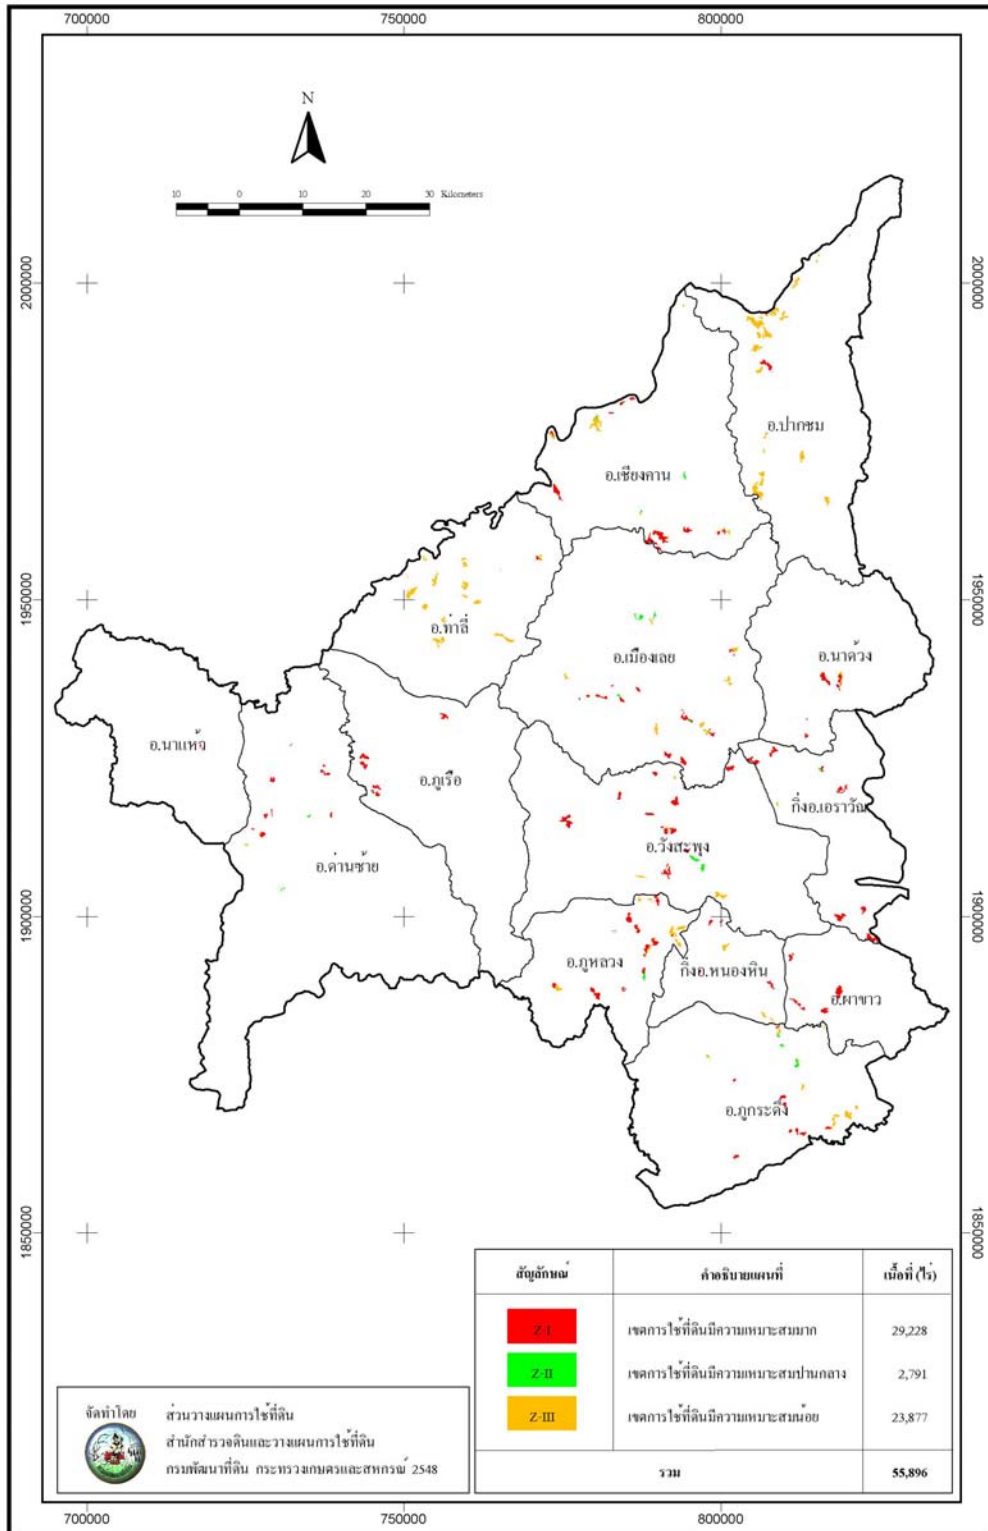 700000
750000
800000
N
10 0 10 20 30 Kilometers
2000000
2000000
อ.ปากชม
อ.เชียงคาน
1950000
1950000
อ.ท่าลี่
อ.เมืองเลย
อ.นาด้วง
อ.นาแห้ว
อ.ภูเรือ
กิ่งอ.เอราวัณ
อ.วังสะพุง
อ.ด่านซ้าย
1900000
1900000
อ.ภูหลวง
กิ่งอ.หนองหิน
อ.ผาขาว
อ.ภูกระดึง
1850000
1850000
สัญลักษณ์ คำอธิบายแผนที่ เนื้อที่ (ไร่)
Z-I เขตการใช้ที่ดินมีความเหมาะสมมาก 29,228
Z-II เขตการใช้ที่ดินมีความเหมาะสมปานกลาง 2,791
Z-III เขตการใช้ที่ดินมีความเหมาะสมน้อย 23,877
รวม 55,896
จัดทำโดย ส่วนวางแผนการใช้ที่ดิน
สำนักสำรวจดินและวางแผนการใช้ที่ดิน
กรมพัฒนาที่ดิน กระทรวงเกษตรและสหกรณ์ 2548
700000
750000
800000